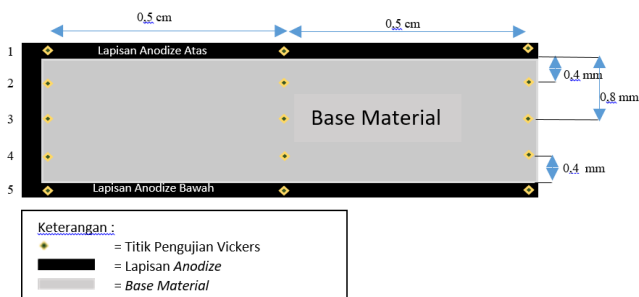 0.5 cm
0.5 cm
1
Lapisan Anodize Atas
2
0.4 mm
0.8 mm
3
Base Material
4
0.4 mm
5
Lapisan Anodize Bawah
Keterangan :
= Titik Pengujian Vickers
= Lapisan Anodize
= Base Material